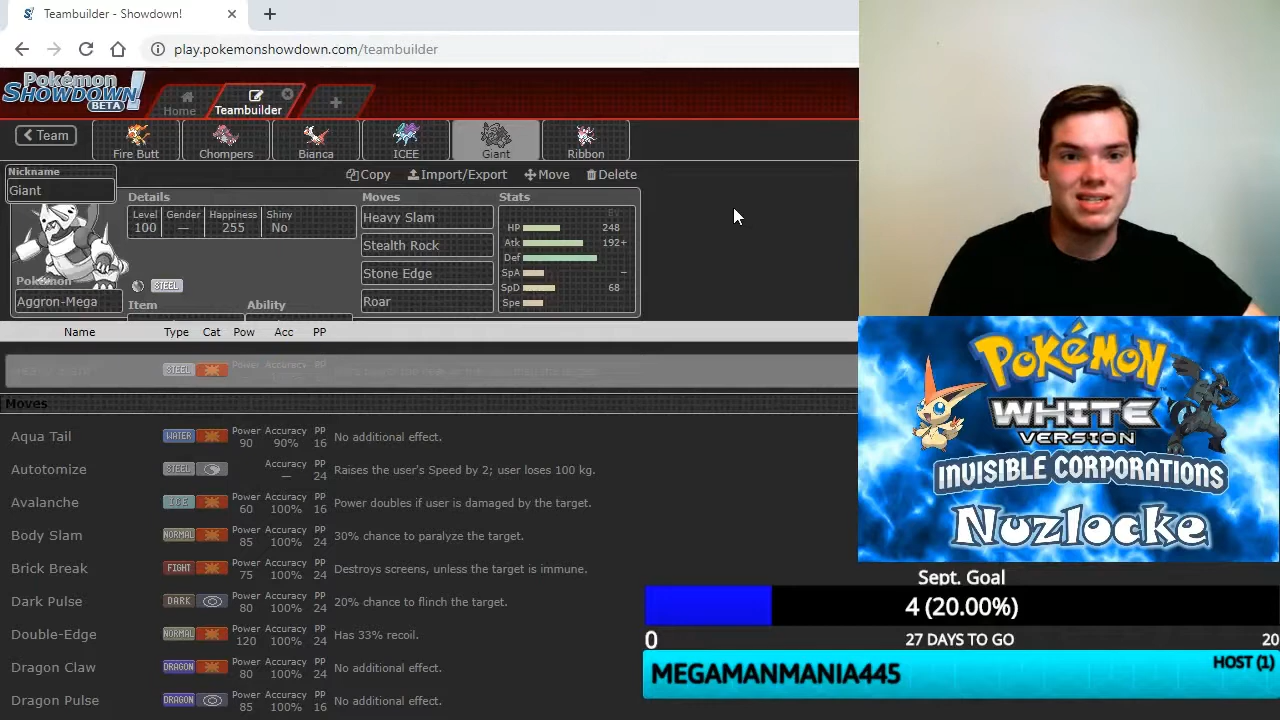 Teambuilder - Showdown!
play.pokemonshowdown.com/teambuilder
Pokémon
SHOWDOWN!
BETA
Home
Teambuilder
Team
Fire Butt
Chompers
Bianca
ICEE
Giant
Ribbon
Copy Import/Export Move Delete
Nickname
Giant
Details
Level Gender Happiness Shiny
100 — 255 No
STEEL
Pokémon
Aggron-Mega
Item
Ability
Moves
Heavy Slam
Stealth Rock
Stone Edge
Roar
Stats
EV
HP 248
Atk 192+
Def
SpA –
SpD 68
Spe
Name Type Cat Pow Acc PP
STEEL Power Accuracy PP
Moves
Aqua Tail WATER Power 90 Accuracy 90% PP 16 No additional effect.
Autotomize STEEL Accuracy — PP 24 Raises the user's Speed by 2; user loses 100 kg.
Avalanche ICE Power 60 Accuracy 100% PP 16 Power doubles if user is damaged by the target.
Body Slam NORMAL Power 85 Accuracy 100% PP 24 30% chance to paralyze the target.
Brick Break FIGHT Power 75 Accuracy 100% PP 24 Destroys screens, unless the target is immune.
Dark Pulse DARK Power 80 Accuracy 100% PP 24 20% chance to flinch the target.
Double-Edge NORMAL Power 120 Accuracy 100% PP 24 Has 33% recoil.
Dragon Claw DRAGON Power 80 Accuracy 100% PP 24 No additional effect.
Dragon Pulse DRAGON Power 85 Accuracy 100% PP 16 No additional effect.
POKéMON
WHITE
VERSION
INVISIBLE CORPORATIONS
Nuzlocke
Sept. Goal
4 (20.00%)
0 27 DAYS TO GO 20
MEGAMANMANIA445 HOST (1)